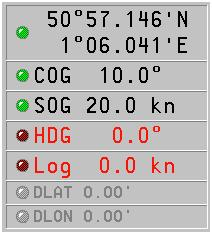 50°57.146'N
1°06.041'E
COG 10.0°
SOG 20.0 kn
HDG 0.0°
Log 0.0 kn
DLAT 0.00'
DLON 0.00'